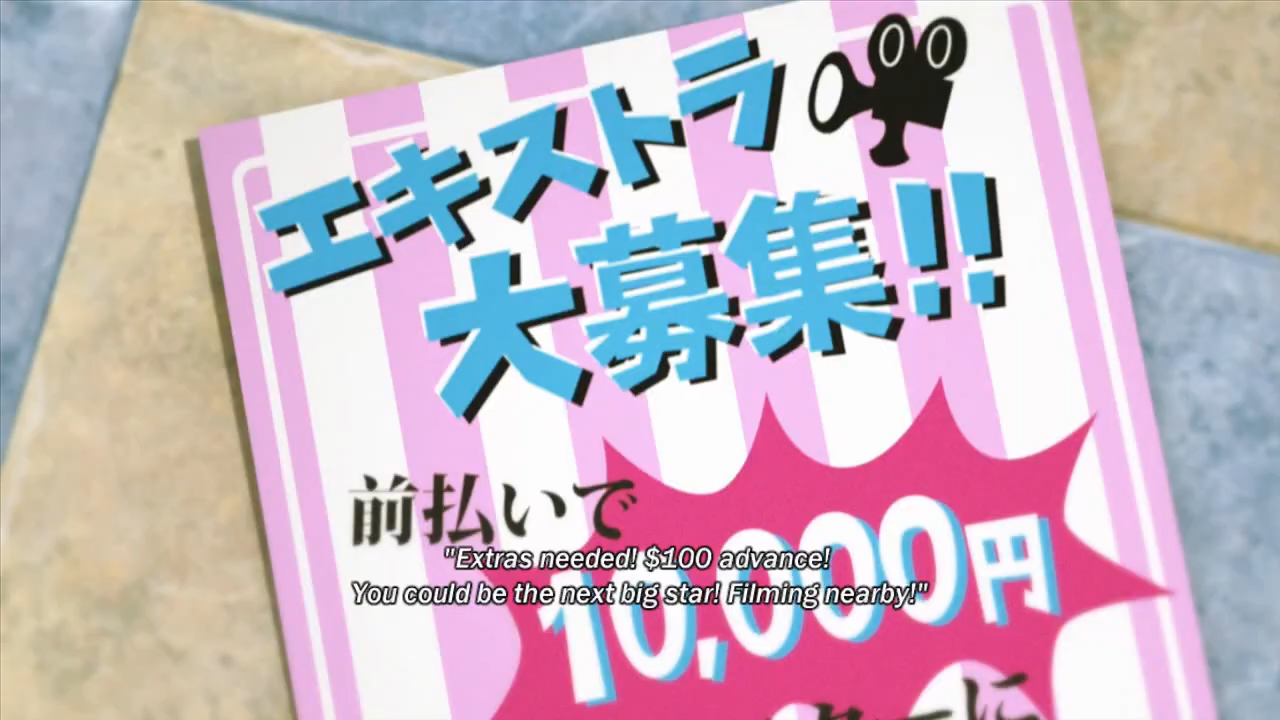 エキストラ
大募集!!
前払いで
10,000円
"Extras needed! $100 advance!
You could be the next big star! Filming nearby!"